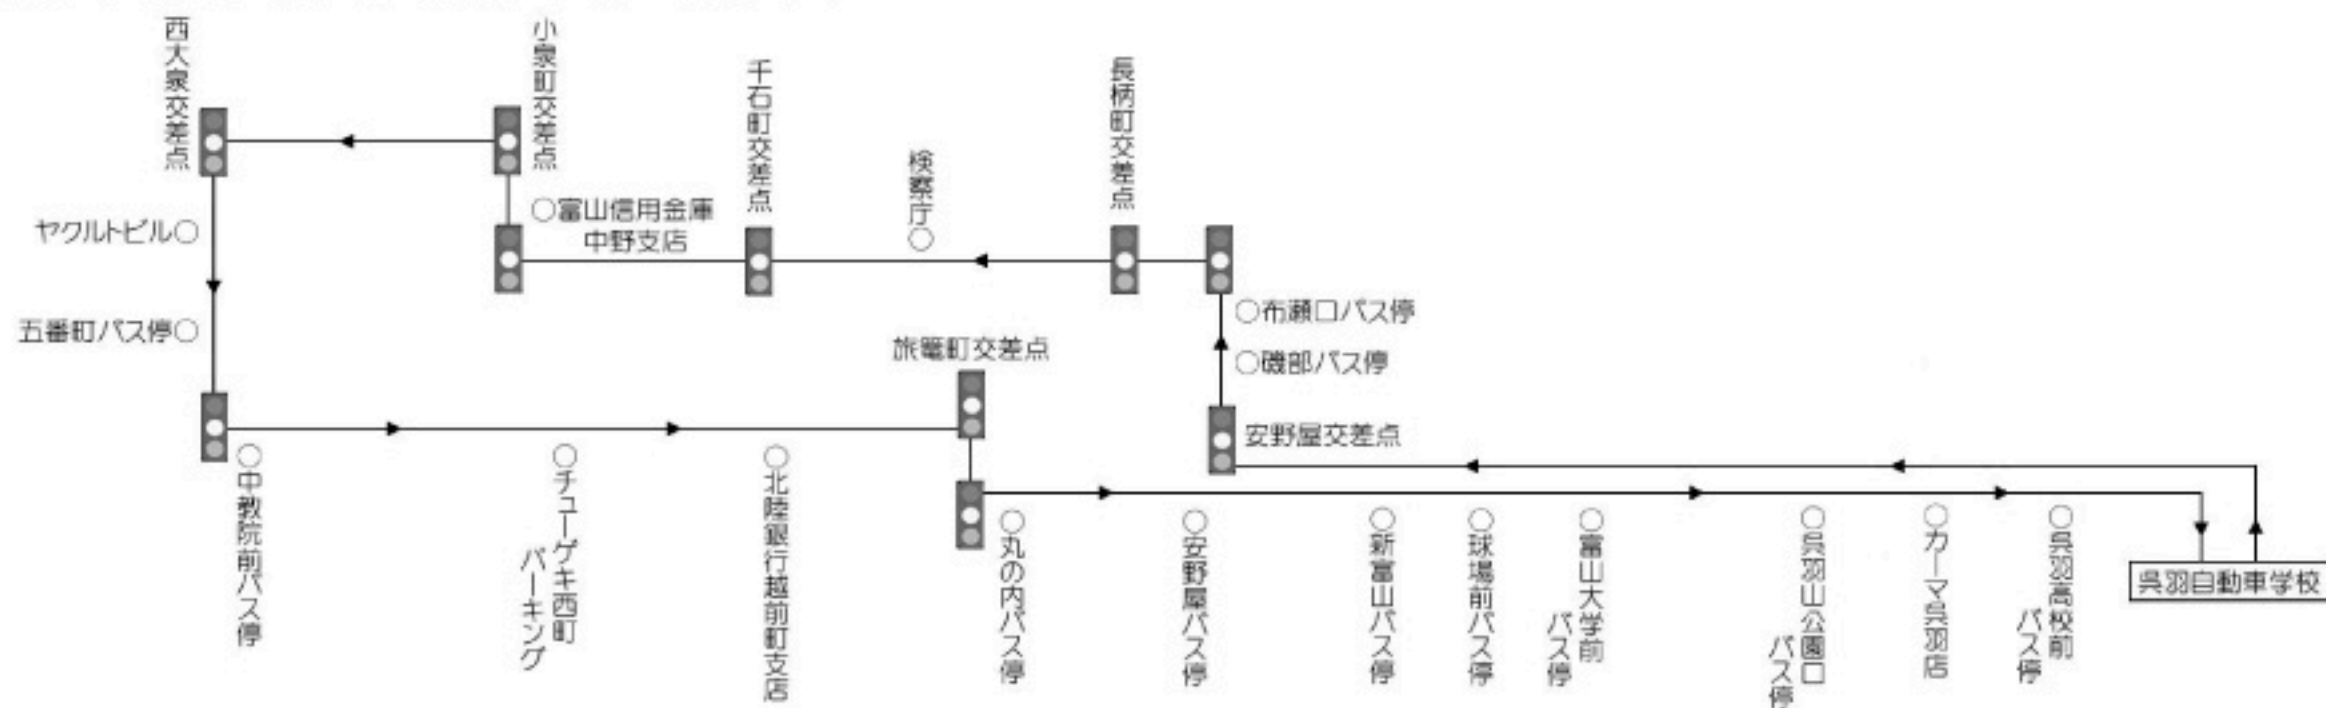 西大泉交差点
小泉町交差点
千石町交差点
長柄町交差点
検察庁○
○富山信用金庫
中野支店
ヤクルトビル○
五番町バス停○
○布瀬口バス停
○磯部バス停
旅篭町交差点
安野屋交差点
○中教院前バス停
○チューゲキ西町
パーキング
○北陸銀行越前町支店
○丸の内バス停
○安野屋バス停
○新富山バス停
○球場前バス停
○富山大学前
バス停
○呉羽山公園口
バス停
○カーマ呉羽店
○呉羽高校前
バス停
呉羽自動車学校